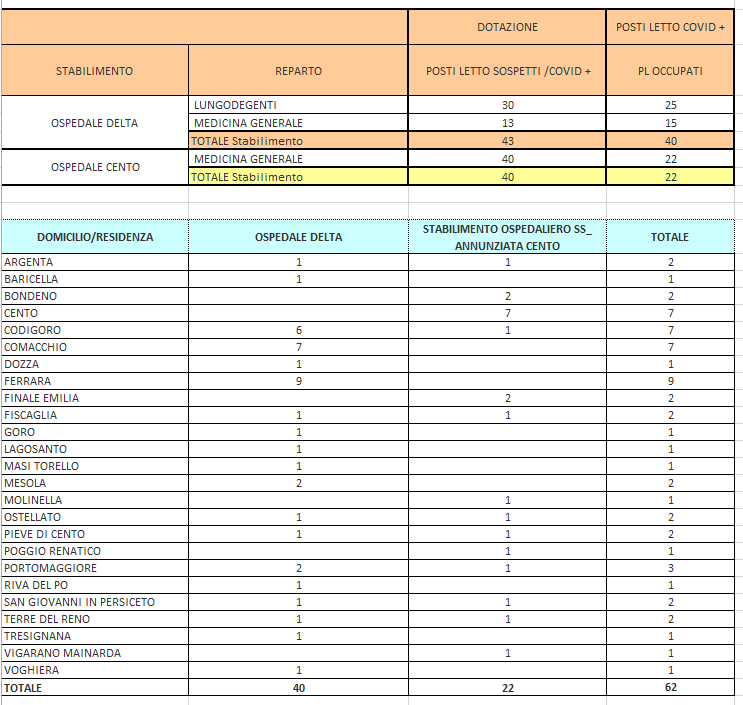 DOTAZIONE POSTI LETTO COVID +
STABILIMENTO REPARTO POSTI LETTO SOSPETTI /COVID + PL OCCUPATI
OSPEDALE DELTA LUNGODEGENTI 30 25
MEDICINA GENERALE 13 15
TOTALE Stabilimento 43 40
OSPEDALE CENTO MEDICINA GENERALE 40 22
TOTALE Stabilimento 40 22
DOMICILIO/RESIDENZA OSPEDALE DELTA STABILIMENTO OSPEDALIERO SS_
ANNUNZIATA CENTO TOTALE
ARGENTA 1 1 2
BARICELLA 1 1
BONDENO 2 2
CENTO 7 7
CODIGORO 6 1 7
COMACCHIO 7 7
DOZZA 1 1
FERRARA 9 9
FINALE EMILIA 2 2
FISCAGLIA 1 1 2
GORO 1 1
LAGOSANTO 1 1
MASI TORELLO 1 1
MESOLA 2 2
MOLINELLA 1 1
OSTELLATO 1 1 2
PIEVE DI CENTO 1 1 2
POGGIO RENATICO 1 1
PORTOMAGGIORE 2 1 3
RIVA DEL PO 1 1
SAN GIOVANNI IN PERSICETO 1 1 2
TERRE DEL RENO 1 1 2
TRESIGNANA 1 1
VIGARANO MAINARDA 1 1
VOGHIERA 1 1
TOTALE 40 22 62